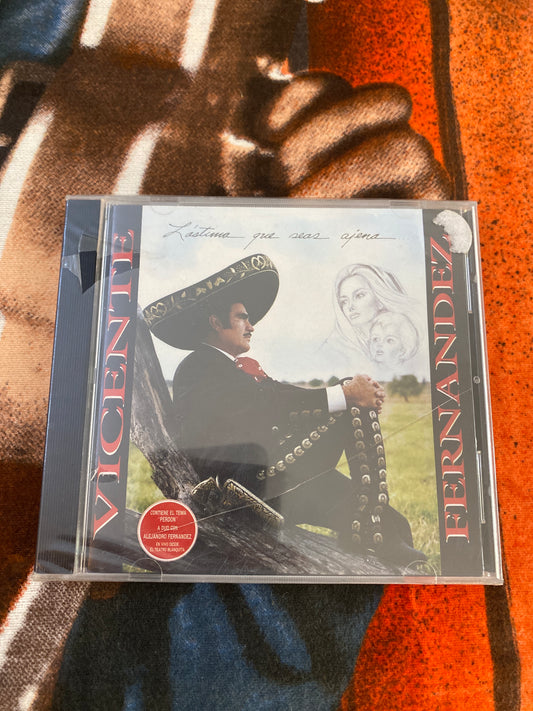 Lástima que seas ajena...
VICENTE
FERNANDEZ
CONTIENE EL TEMA
"PERDON"
A DUO CON
ALEJANDRO FERNANDEZ
EN VIVO DESDE
EL TEATRO BLANQUITA